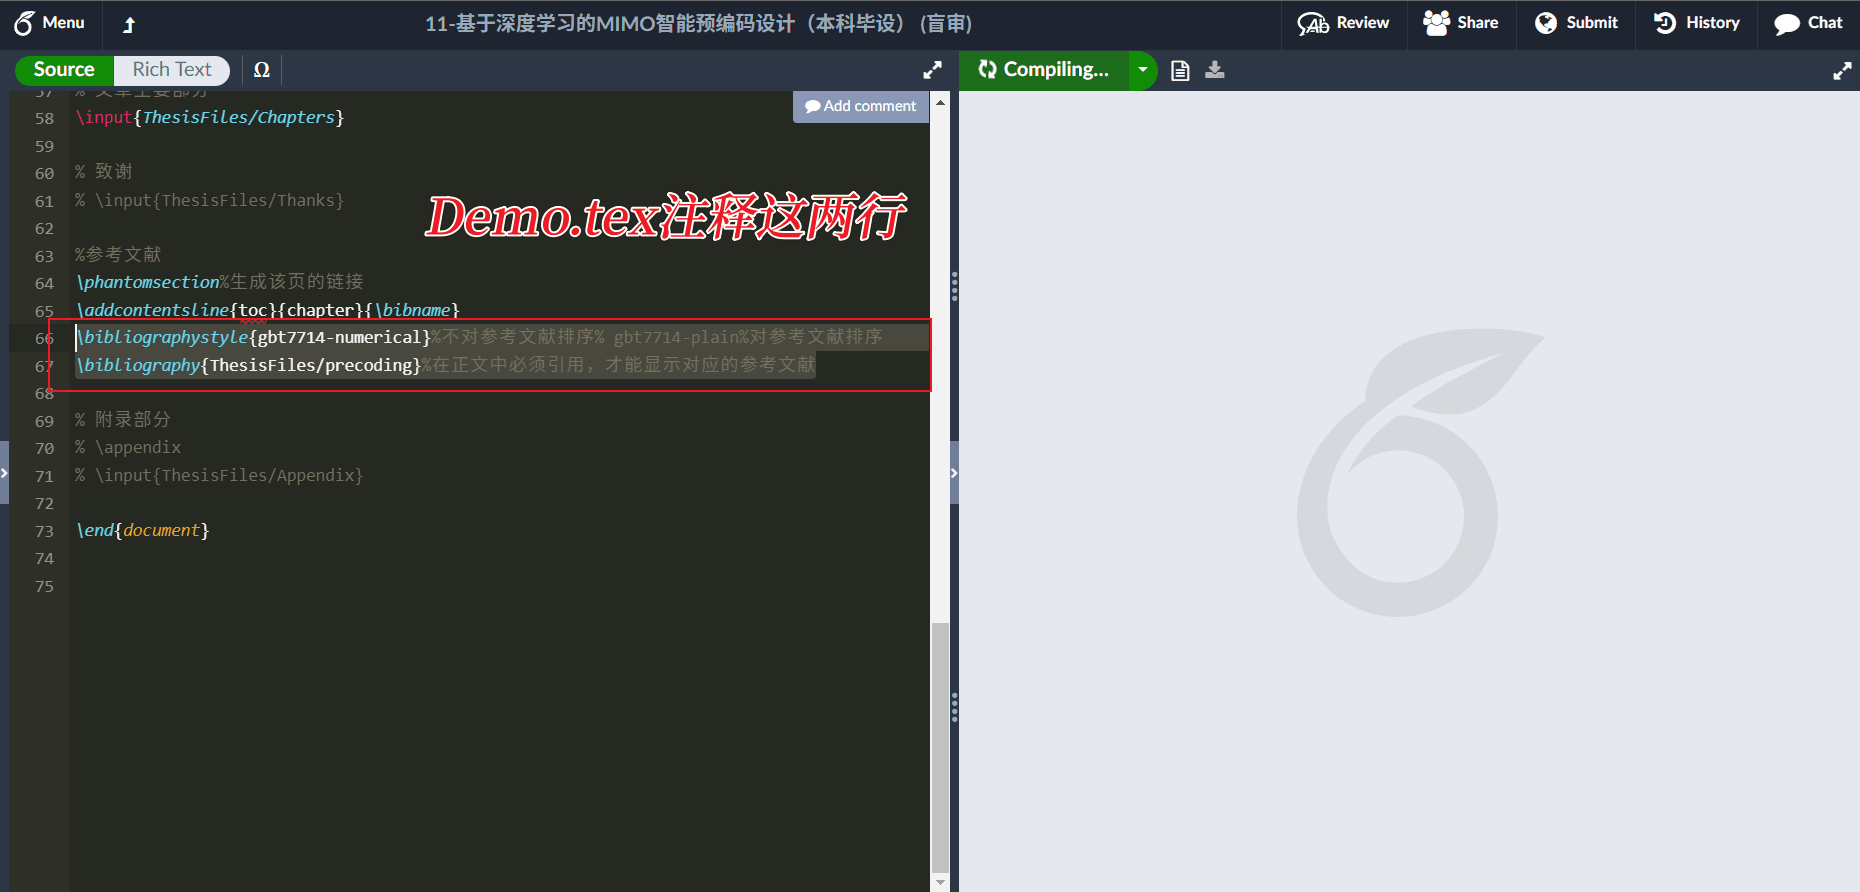 Menu
11-基于深度学习的MIMO智能预编码设计（本科毕设）(盲审)
Review
Share
Submit
History
Chat
Source
Rich Text
Ω
Compiling...
Add comment
57 % 文章主要部分
58 \input{ThesisFiles/Chapters}
59
60 % 致谢
61 % \input{ThesisFiles/Thanks}
Demo.tex注释这两行
62
63 %参考文献
64 \phantomsection%生成该页的链接
65 \addcontentsline{toc}{chapter}{\bibname}
66 \bibliographystyle{gbt7714-numerical}%不对参考文献排序% gbt7714-plain%对参考文献排序
67 \bibliography{ThesisFiles/precoding}%在正文中必须引用，才能显示对应的参考文献
68
69 % 附录部分
70 % \appendix
71 % \input{ThesisFiles/Appendix}
72
73 \end{document}
74
75